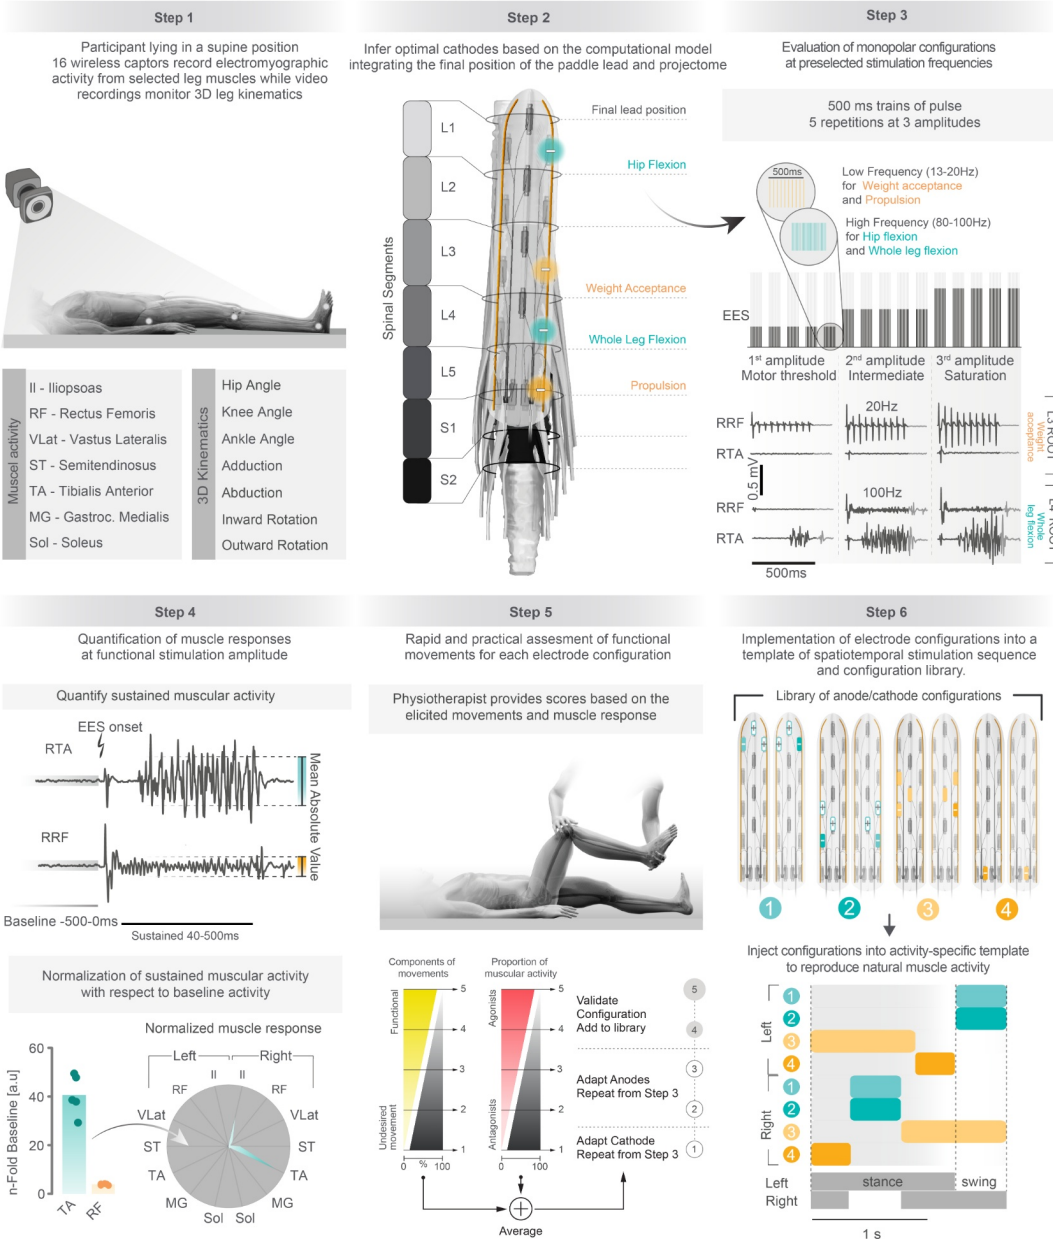 Step 1
Participant lying in a supine position
16 wireless captors record electromyographic
activity from selected leg muscles while video
recordings monitor 3D leg kinematics
Muscel activity
II - Iliopsoas
RF - Rectus Femoris
VLat - Vastus Lateralis
ST - Semitendinosus
TA - Tibialis Anterior
MG - Gastroc. Medialis
Sol - Soleus
3D Kinematics
Hip Angle
Knee Angle
Ankle Angle
Adduction
Abduction
Inward Rotation
Outward Rotation
Step 2
Infer optimal cathodes based on the computational model
integrating the final position of the paddle lead and projectome
Spinal Segments
L1
L2
L3
L4
L5
S1
S2
Final lead position
Hip Flexion
Weight Acceptance
Whole Leg Flexion
Propulsion
Step 3
Evaluation of monopolar configurations
at preselected stimulation frequencies
500 ms trains of pulse
5 repetitions at 3 amplitudes
500ms
Low Frequency (13-20Hz)
for Weight acceptance
and Propulsion
High Frequency (80-100Hz)
for Hip flexion
and Whole leg flexion
EES
1st amplitude
Motor threshold
2nd amplitude
Intermediate
3rd amplitude
Saturation
20Hz
RRF
RTA
0.5 mV
Weight
acceptance
L3 ROOT
100Hz
RRF
RTA
Whole
leg flexion
L4 ROOT
500ms
Step 4
Quantification of muscle responses
at functional stimulation amplitude
Quantify sustained muscular activity
EES onset
RTA
RRF
Mean Absolute Value
Baseline -500-0ms
Sustained 40-500ms
Normalization of sustained muscular activity
with respect to baseline activity
Normalized muscle response
n-Fold Baseline [a.u]
60
40
20
0
TA
RF
Left
Right
II
II
RF
RF
VLat
VLat
ST
ST
TA
TA
MG
MG
Sol
Sol
Step 5
Rapid and practical assesment of functional
movements for each electrode configuration
Physiotherapist provides scores based on the
elicited movements and muscle response
Components of
movements
Proportion of
muscular activity
Functional
Undesired
movement
5
4
3
2
1
0
%
100
Agonists
Antagonists
5
4
3
2
1
0
100
Validate
Configuration
Add to library
5
4
Adapt Anodes
Repeat from Step 3
3
2
Adapt Cathode
Repeat from Step 3
1
Average
Step 6
Implementation of electrode configurations into a
template of spatiotemporal stimulation sequence
and configuration library.
Library of anode/cathode configurations
1
2
3
4
Inject configurations into activity-specific template
to reproduce natural muscle activity
Left
1
2
3
4
Right
1
2
3
4
Left
stance
swing
Right
1 s